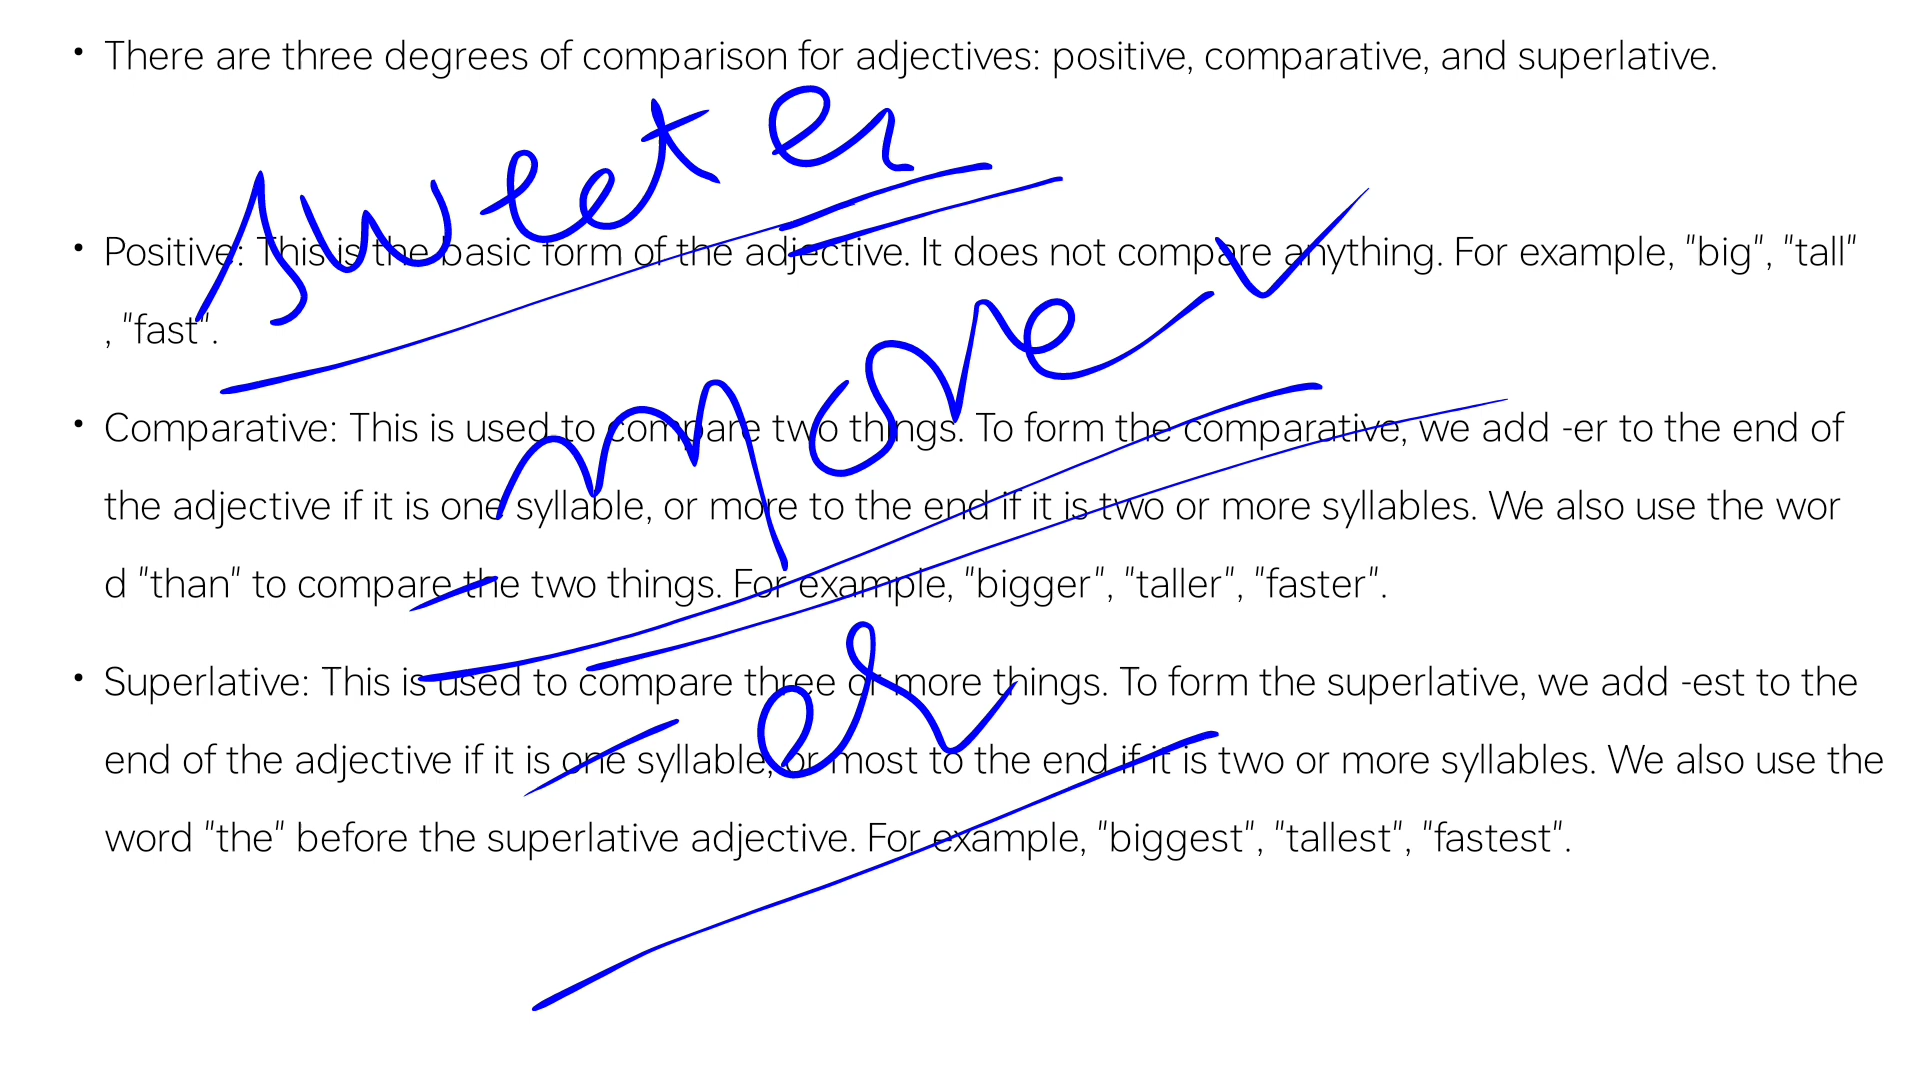 There are three degrees of comparison for adjectives: positive, comparative, and superlative.
sweeter
Positive: This is the basic form of the adjective. It does not compare anything. For example, "big", "tall"
, "fast".
more
Comparative: This is used to compare two things. To form the comparative, we add -er to the end of
the adjective if it is one syllable, or more to the end if it is two or more syllables. We also use the wor
d "than" to compare the two things. For example, "bigger", "taller", "faster".
- er
Superlative: This is used to compare three or more things. To form the superlative, we add -est to the
end of the adjective if it is one syllable, or most to the end if it is two or more syllables. We also use the
word "the" before the superlative adjective. For example, "biggest", "tallest", "fastest".